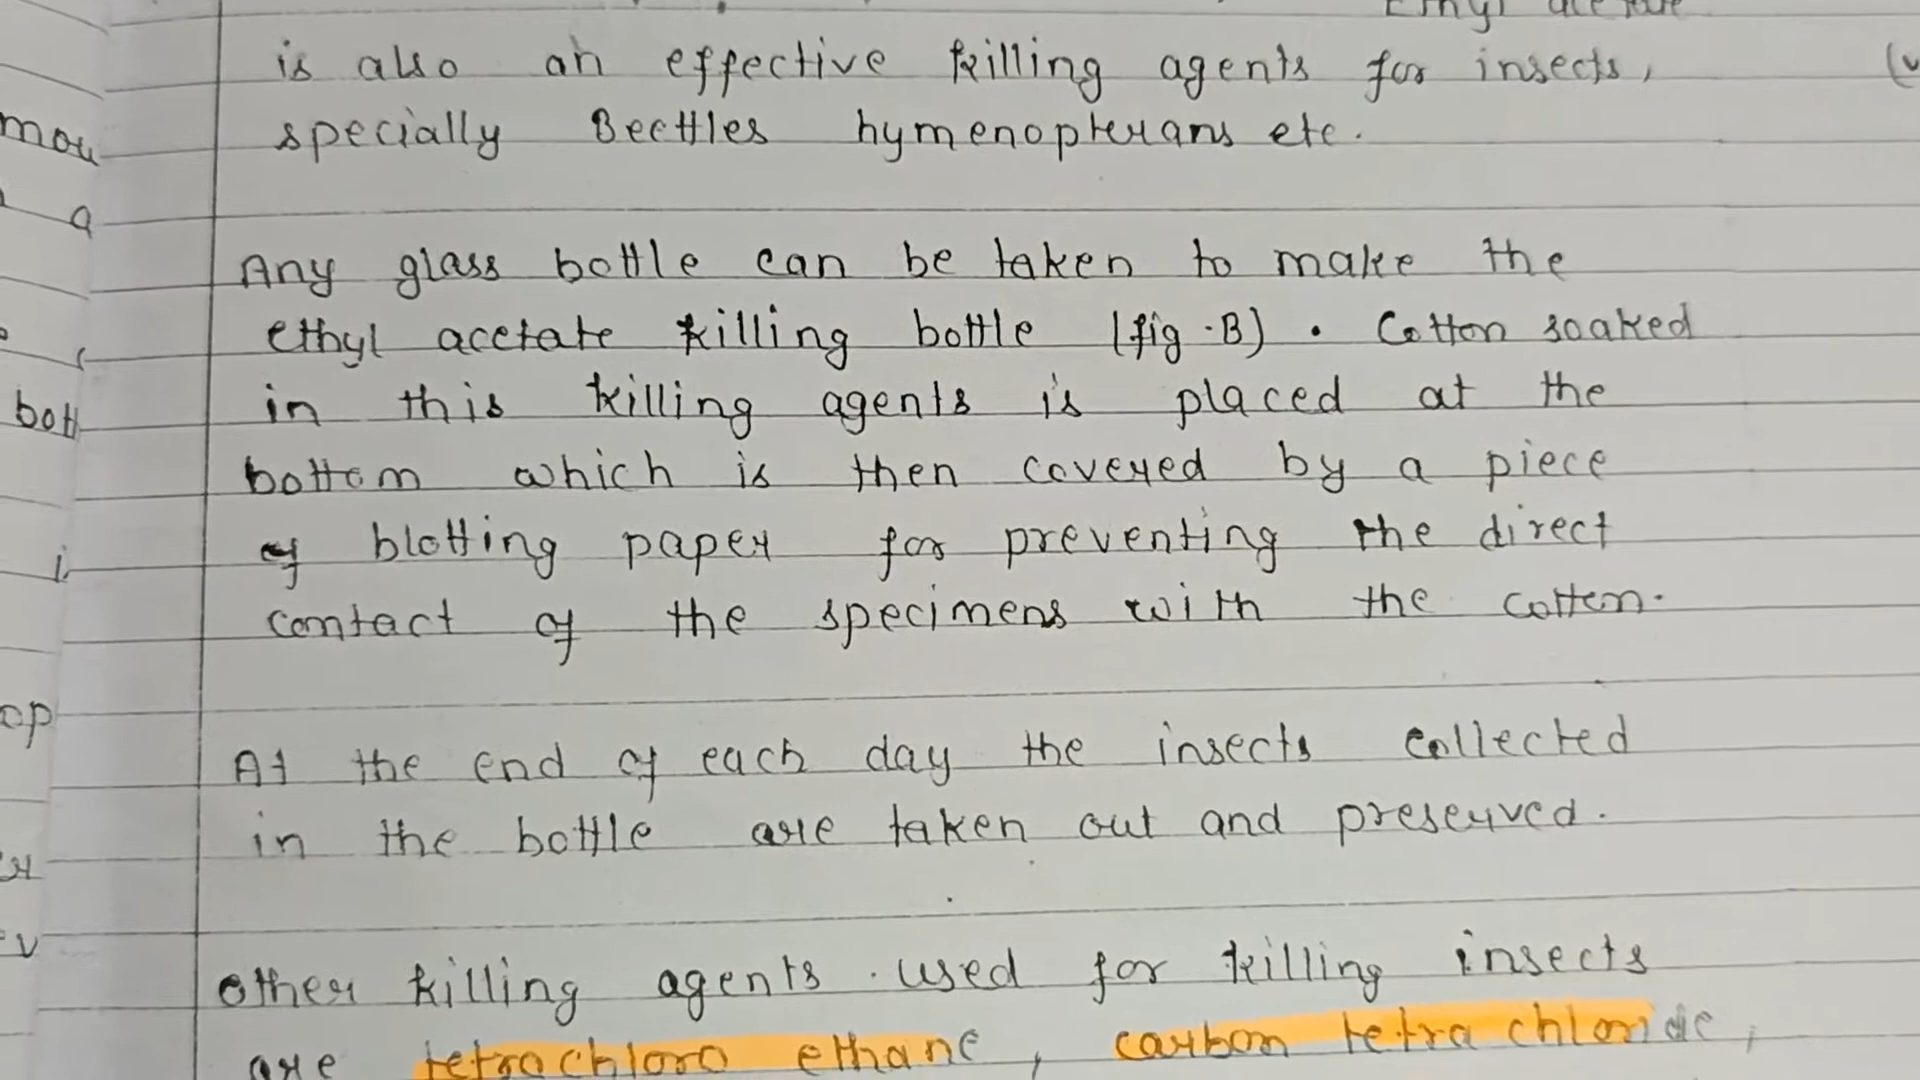 Ethyl acetate
is also an effective killing agents for insects,
specially Beettles hymenopterans etc.
Any glass bottle can be taken to make the
ethyl acetate killing bottle (fig.B). Cotton soaked
in this killing agents is placed at the
bottom which is then covered by a piece
of blotting paper for preventing the direct
contact of the specimens with the cotton.
At the end of each day the insects collected
in the bottle are taken out and preserved.
Other killing agents used for killing insects
are tetrachloro ethane, carbon tetra chloride,